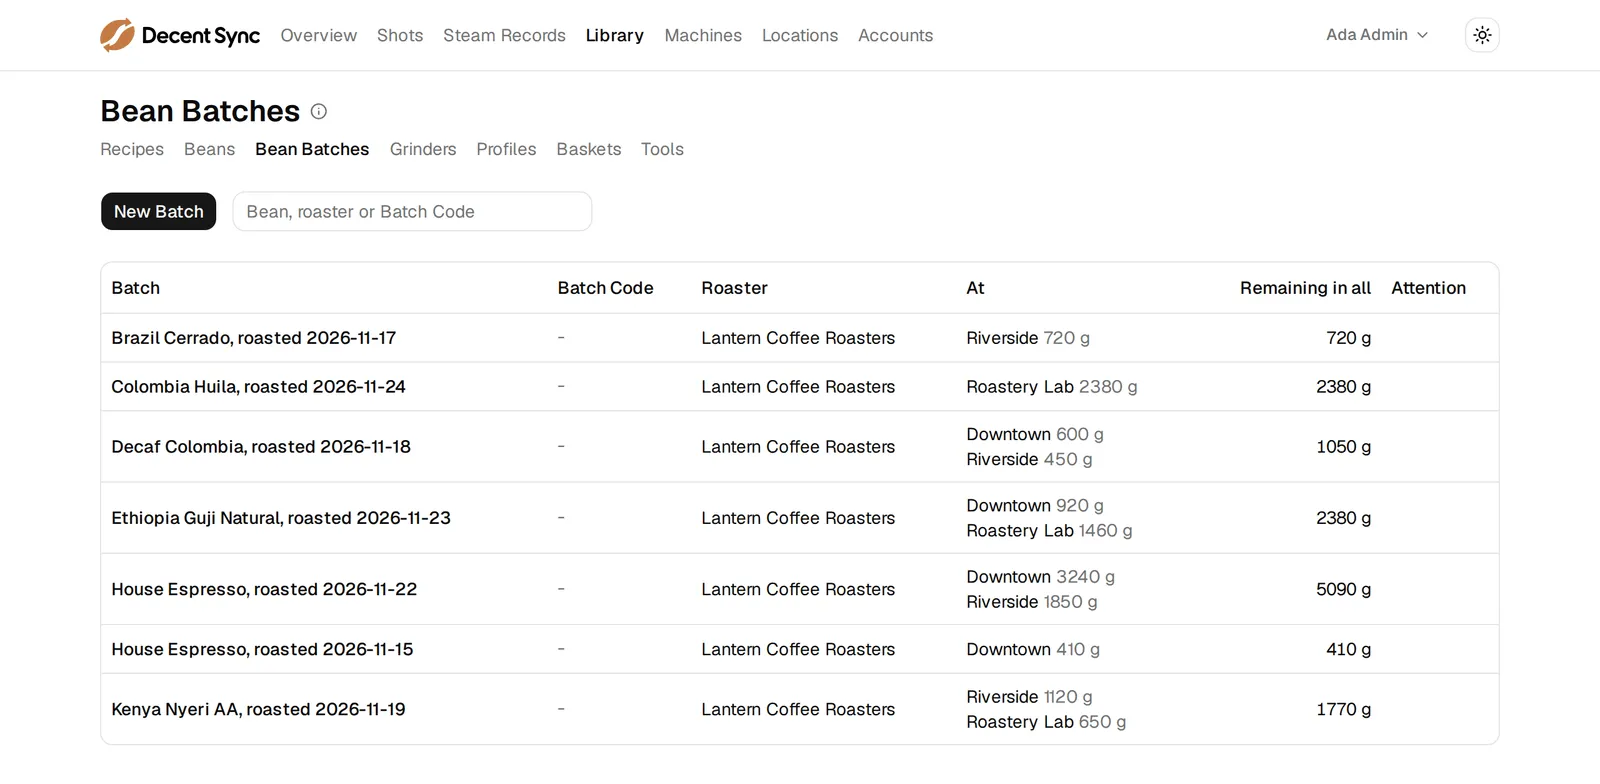 Decent Sync Overview Shots Steam Records Library Machines Locations Accounts Ada Admin
Bean Batches
Recipes Beans Bean Batches Grinders Profiles Baskets Tools
New Batch Bean, roaster or Batch Code
Batch Batch Code Roaster At Remaining in all Attention
Brazil Cerrado, roasted 2026-11-17 - Lantern Coffee Roasters Riverside 720 g 720 g
Colombia Huila, roasted 2026-11-24 - Lantern Coffee Roasters Roastery Lab 2380 g 2380 g
Decaf Colombia, roasted 2026-11-18 - Lantern Coffee Roasters Downtown 600 g 1050 g
Riverside 450 g
Ethiopia Guji Natural, roasted 2026-11-23 - Lantern Coffee Roasters Downtown 920 g 2380 g
Roastery Lab 1460 g
House Espresso, roasted 2026-11-22 - Lantern Coffee Roasters Downtown 3240 g 5090 g
Riverside 1850 g
House Espresso, roasted 2026-11-15 - Lantern Coffee Roasters Downtown 410 g 410 g
Kenya Nyeri AA, roasted 2026-11-19 - Lantern Coffee Roasters Riverside 1120 g 1770 g
Roastery Lab 650 g